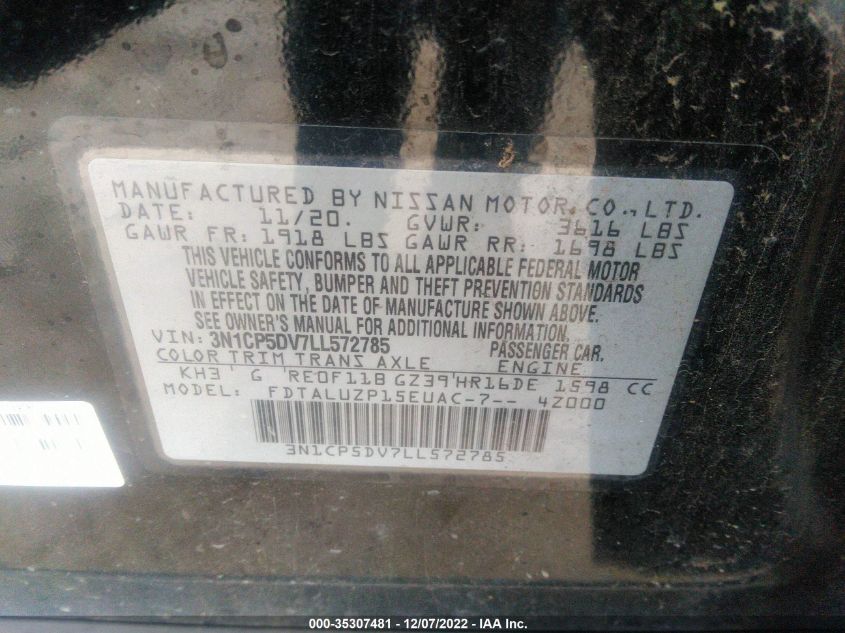 MANUFACTURED BY NISSAN MOTOR CO., LTD.
DATE: 11/20. GVWR: 3616 LBS
GAWR FR: 1918 LBS GAWR RR: 1698 LBS
THIS VEHICLE CONFORMS TO ALL APPLICABLE FEDERAL MOTOR
VEHICLE SAFETY, BUMPER AND THEFT PREVENTION STANDARDS
IN EFFECT ON THE DATE OF MANUFACTURE SHOWN ABOVE.
SEE OWNER'S MANUAL FOR ADDITIONAL INFORMATION.
VIN: 3N1CP5DV7LL572785 PASSENGER CAR.
COLOR TRIM TRANS AXLE ENGINE
KH3 ' G 'RE0F11B GZ39'HR16DE 1598 CC
MODEL: FDTALUZP15EUAC-7-- 4Z000
3N1CP5DV7LL572785
000-35307481 - 12/07/2022 - IAA Inc.